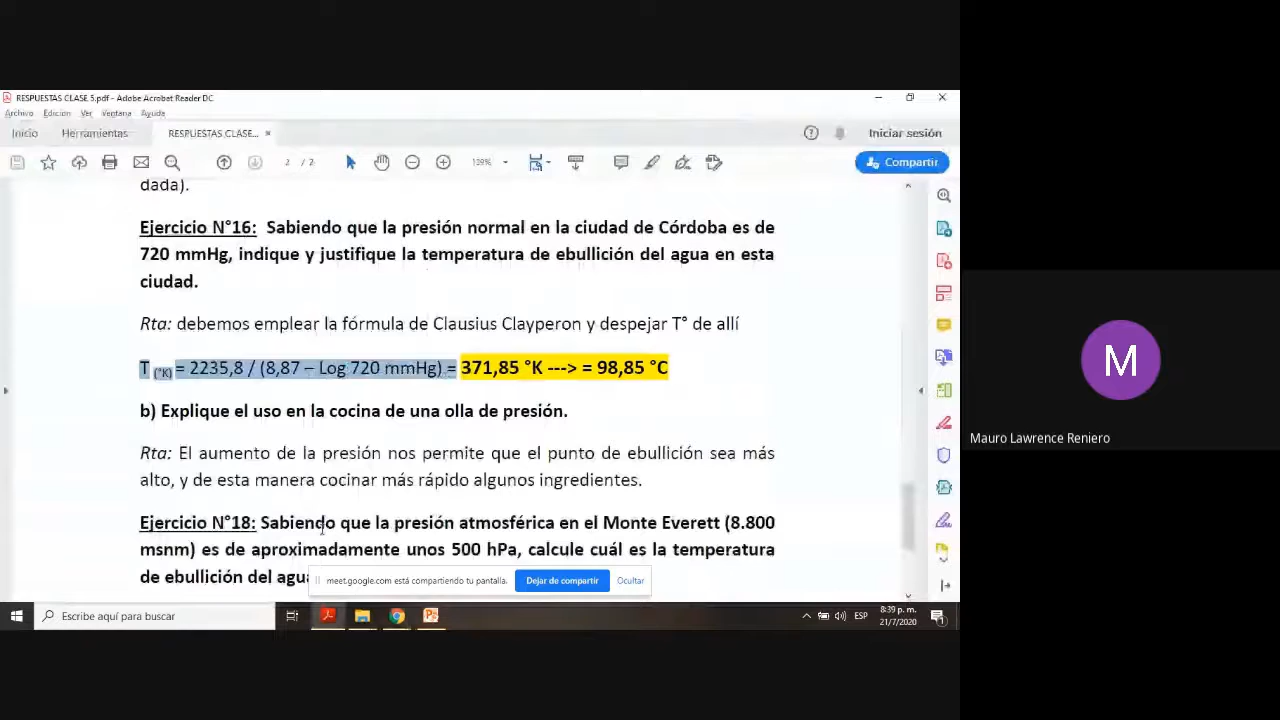 RESPUESTAS CLASE 5.pdf - Adobe Acrobat Reader DC
Archivo Edición Ver Ventana Ayuda
Inicio Herramientas RESPUESTAS CLASE... × Iniciar sesión
2 / 2 139% Compartir
dada).
Ejercicio N°16: Sabiendo que la presión normal en la ciudad de Córdoba es de
720 mmHg, indique y justifique la temperatura de ebullición del agua en esta
ciudad.
Rta: debemos emplear la fórmula de Clausius Clayperon y despejar T° de allí
T (°K) = 2235,8 / (8,87 – Log 720 mmHg) = 371,85 °K ---> = 98,85 °C
b) Explique el uso en la cocina de una olla de presión.
Rta: El aumento de la presión nos permite que el punto de ebullición sea más
alto, y de esta manera cocinar más rápido algunos ingredientes.
Ejercicio N°18: Sabiendo que la presión atmosférica en el Monte Everett (8.800
msnm) es de aproximadamente unos 500 hPa, calcule cuál es la temperatura
de ebullición del agua
meet.google.com está compartiendo tu pantalla. Dejar de compartir Ocultar
Escribe aquí para buscar
ESP
8:39 p. m.
21/7/2020
1
M
Mauro Lawrence Reniero